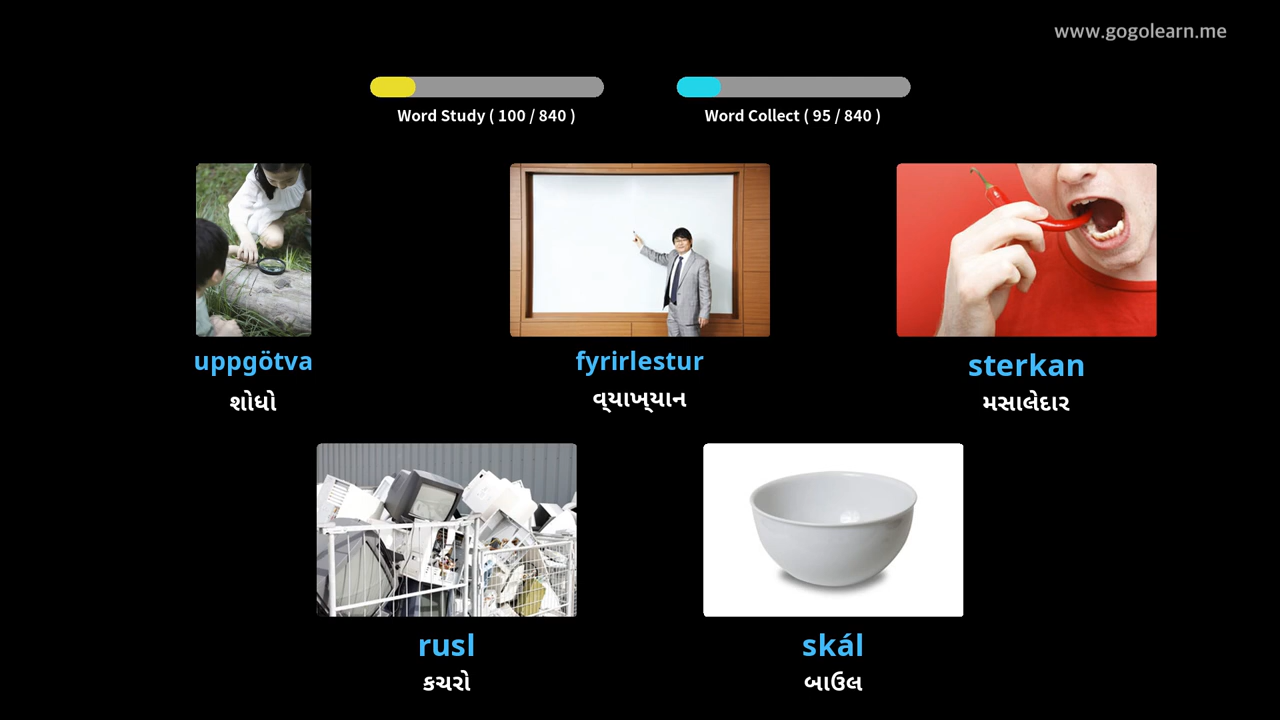 www.gogolearn.me
Word Study ( 100 / 840 )
Word Collect ( 95 / 840 )
uppgötva
શોધો
fyrirlestur
વ્યાખ્યાન
sterkan
મસાલેદાર
rusl
કચરો
skál
બાઉલ